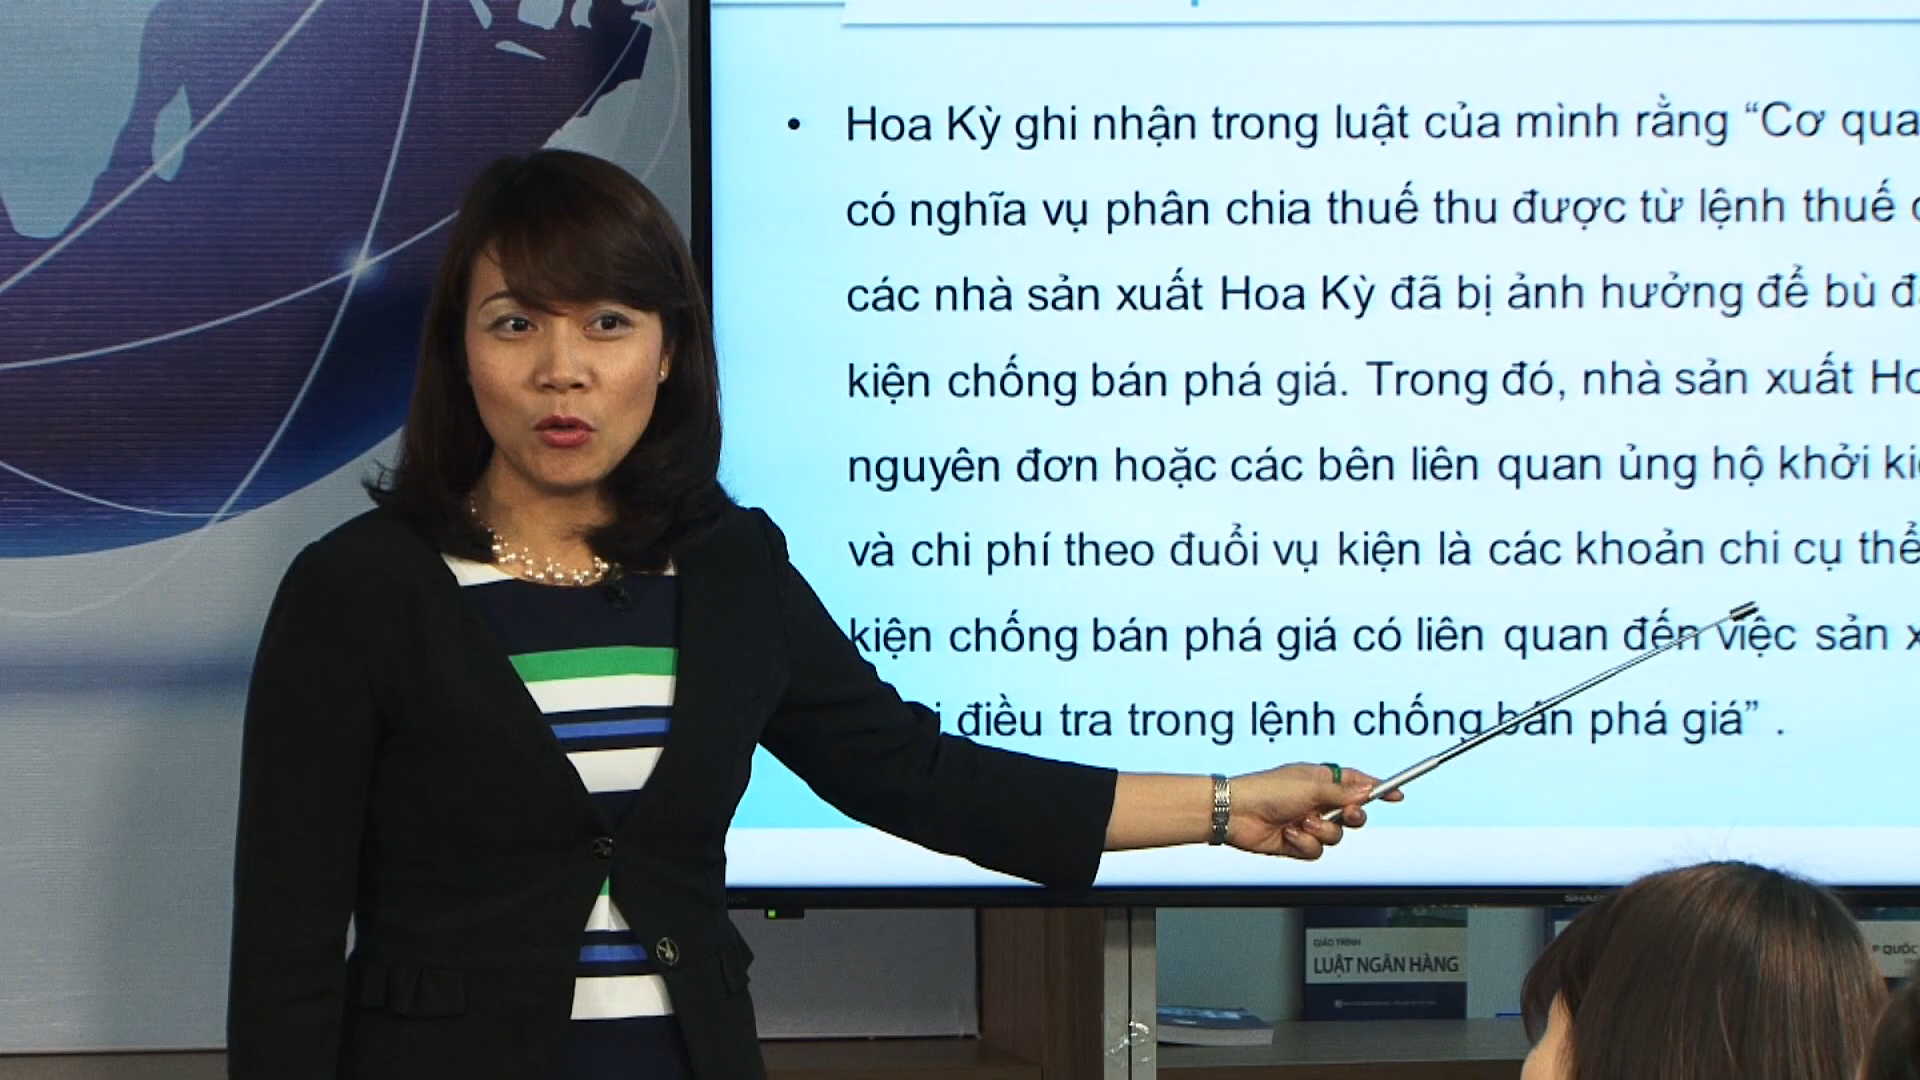 • Hoa Kỳ ghi nhận trong luật của mình rằng “Cơ
có nghĩa vụ phân chia thuế thu được từ lệnh thuế
các nhà sản xuất Hoa Kỳ đã bị ảnh hưởng để bù
kiện chống bán phá giá. Trong đó, nhà sản xuất
nguyên đơn hoặc các bên liên quan ủng hộ khởi
và chi phí theo đuổi vụ kiện là các khoản chi cụ thể
kiện chống bán phá giá có liên quan đến việc sản
điều tra trong lệnh chống bán phá giá” .
GIÁO TRÌNH
LUẬT NGÂN HÀNG